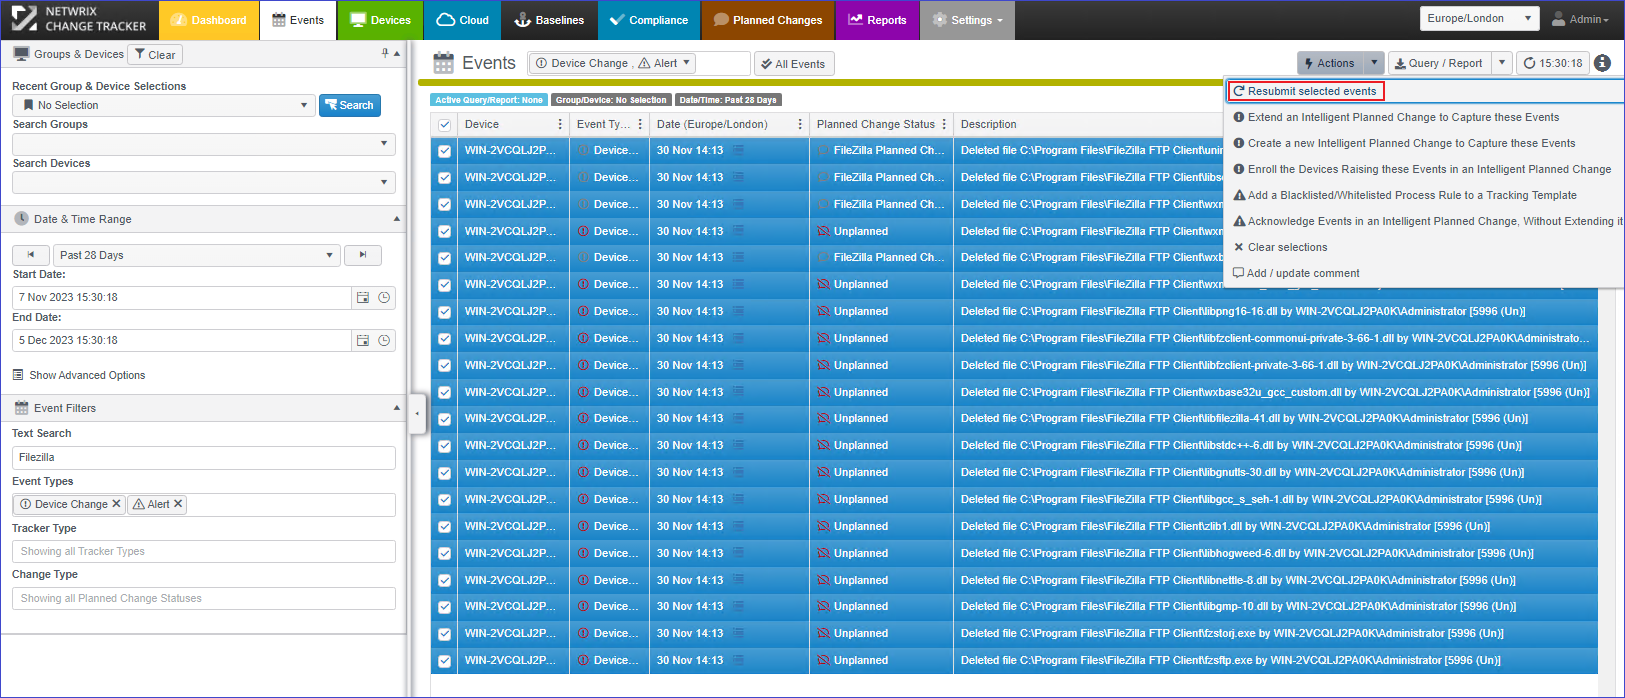 NETWRIX
CHANGE TRACKER
Dashboard
Events
Devices
Cloud
Baselines
Compliance
Planned Changes
Reports
Settings
Europe/London
Admin
Groups & Devices
Clear
Recent Group & Device Selections
No Selection
Search
Search Groups
Search Devices
Date & Time Range
Past 28 Days
Start Date:
7 Nov 2023 15:30:18
End Date:
5 Dec 2023 15:30:18
Show Advanced Options
Event Filters
Text Search
Filezilla
Event Types
Device Change
Alert
Tracker Type
Showing all Tracker Types
Change Type
Showing all Planned Change Statuses
Events
Device Change , Alert
All Events
Actions
Query / Report
15:30:18
Active Query/Report: None Group/Device: No Selection Date/Time: Past 28 Days
Resubmit selected events
Extend an Intelligent Planned Change to Capture these Events
Create a new Intelligent Planned Change to Capture these Events
Enroll the Devices Raising these Events in an Intelligent Planned Change
Add a Blacklisted/Whitelisted Process Rule to a Tracking Template
Acknowledge Events in an Intelligent Planned Change, Without Extending it
Clear selections
Add / update comment
Device Event Ty... Date (Europe/London) Planned Change Status Description
WIN-2VCQLJ2P... Device... 30 Nov 14:13 FileZilla Planned Ch... Deleted file C:\Program Files\FileZilla FTP Client\unin
WIN-2VCQLJ2P... Device... 30 Nov 14:13 FileZilla Planned Ch... Deleted file C:\Program Files\FileZilla FTP Client\libs
WIN-2VCQLJ2P... Device... 30 Nov 14:13 FileZilla Planned Ch... Deleted file C:\Program Files\FileZilla FTP Client\wxm
WIN-2VCQLJ2P... Device... 30 Nov 14:13 Unplanned Deleted file C:\Program Files\FileZilla FTP Client\wxm
WIN-2VCQLJ2P... Device... 30 Nov 14:13 FileZilla Planned Ch... Deleted file C:\Program Files\FileZilla FTP Client\wxb
WIN-2VCQLJ2P... Device... 30 Nov 14:13 Unplanned Deleted file C:\Program Files\FileZilla FTP Client\wxm
WIN-2VCQLJ2P... Device... 30 Nov 14:13 Unplanned Deleted file C:\Program Files\FileZilla FTP Client\libpng16-16.dll by WIN-2VCQLJ2PA0K\Administrator [5996 (Un)]
WIN-2VCQLJ2P... Device... 30 Nov 14:13 Unplanned Deleted file C:\Program Files\FileZilla FTP Client\libfzclient-commonui-private-3-66-1.dll by WIN-2VCQLJ2PA0K\Administrato...
WIN-2VCQLJ2P... Device... 30 Nov 14:13 Unplanned Deleted file C:\Program Files\FileZilla FTP Client\libfzclient-private-3-66-1.dll by WIN-2VCQLJ2PA0K\Administrator [5996 (Un)]
WIN-2VCQLJ2P... Device... 30 Nov 14:13 Unplanned Deleted file C:\Program Files\FileZilla FTP Client\wxbase32u_gcc_custom.dll by WIN-2VCQLJ2PA0K\Administrator [5996 (Un)]
WIN-2VCQLJ2P... Device... 30 Nov 14:13 Unplanned Deleted file C:\Program Files\FileZilla FTP Client\libfilezilla-41.dll by WIN-2VCQLJ2PA0K\Administrator [5996 (Un)]
WIN-2VCQLJ2P... Device... 30 Nov 14:13 Unplanned Deleted file C:\Program Files\FileZilla FTP Client\libstdc++-6.dll by WIN-2VCQLJ2PA0K\Administrator [5996 (Un)]
WIN-2VCQLJ2P... Device... 30 Nov 14:13 Unplanned Deleted file C:\Program Files\FileZilla FTP Client\libgnutls-30.dll by WIN-2VCQLJ2PA0K\Administrator [5996 (Un)]
WIN-2VCQLJ2P... Device... 30 Nov 14:13 Unplanned Deleted file C:\Program Files\FileZilla FTP Client\libgcc_s_seh-1.dll by WIN-2VCQLJ2PA0K\Administrator [5996 (Un)]
WIN-2VCQLJ2P... Device... 30 Nov 14:13 Unplanned Deleted file C:\Program Files\FileZilla FTP Client\zlib1.dll by WIN-2VCQLJ2PA0K\Administrator [5996 (Un)]
WIN-2VCQLJ2P... Device... 30 Nov 14:13 Unplanned Deleted file C:\Program Files\FileZilla FTP Client\libhogweed-6.dll by WIN-2VCQLJ2PA0K\Administrator [5996 (Un)]
WIN-2VCQLJ2P... Device... 30 Nov 14:13 Unplanned Deleted file C:\Program Files\FileZilla FTP Client\libnettle-8.dll by WIN-2VCQLJ2PA0K\Administrator [5996 (Un)]
WIN-2VCQLJ2P... Device... 30 Nov 14:13 Unplanned Deleted file C:\Program Files\FileZilla FTP Client\libgmp-10.dll by WIN-2VCQLJ2PA0K\Administrator [5996 (Un)]
WIN-2VCQLJ2P... Device... 30 Nov 14:13 Unplanned Deleted file C:\Program Files\FileZilla FTP Client\fzstorj.exe by WIN-2VCQLJ2PA0K\Administrator [5996 (Un)]
WIN-2VCQLJ2P... Device... 30 Nov 14:13 Unplanned Deleted file C:\Program Files\FileZilla FTP Client\fzsftp.exe by WIN-2VCQLJ2PA0K\Administrator [5996 (Un)]